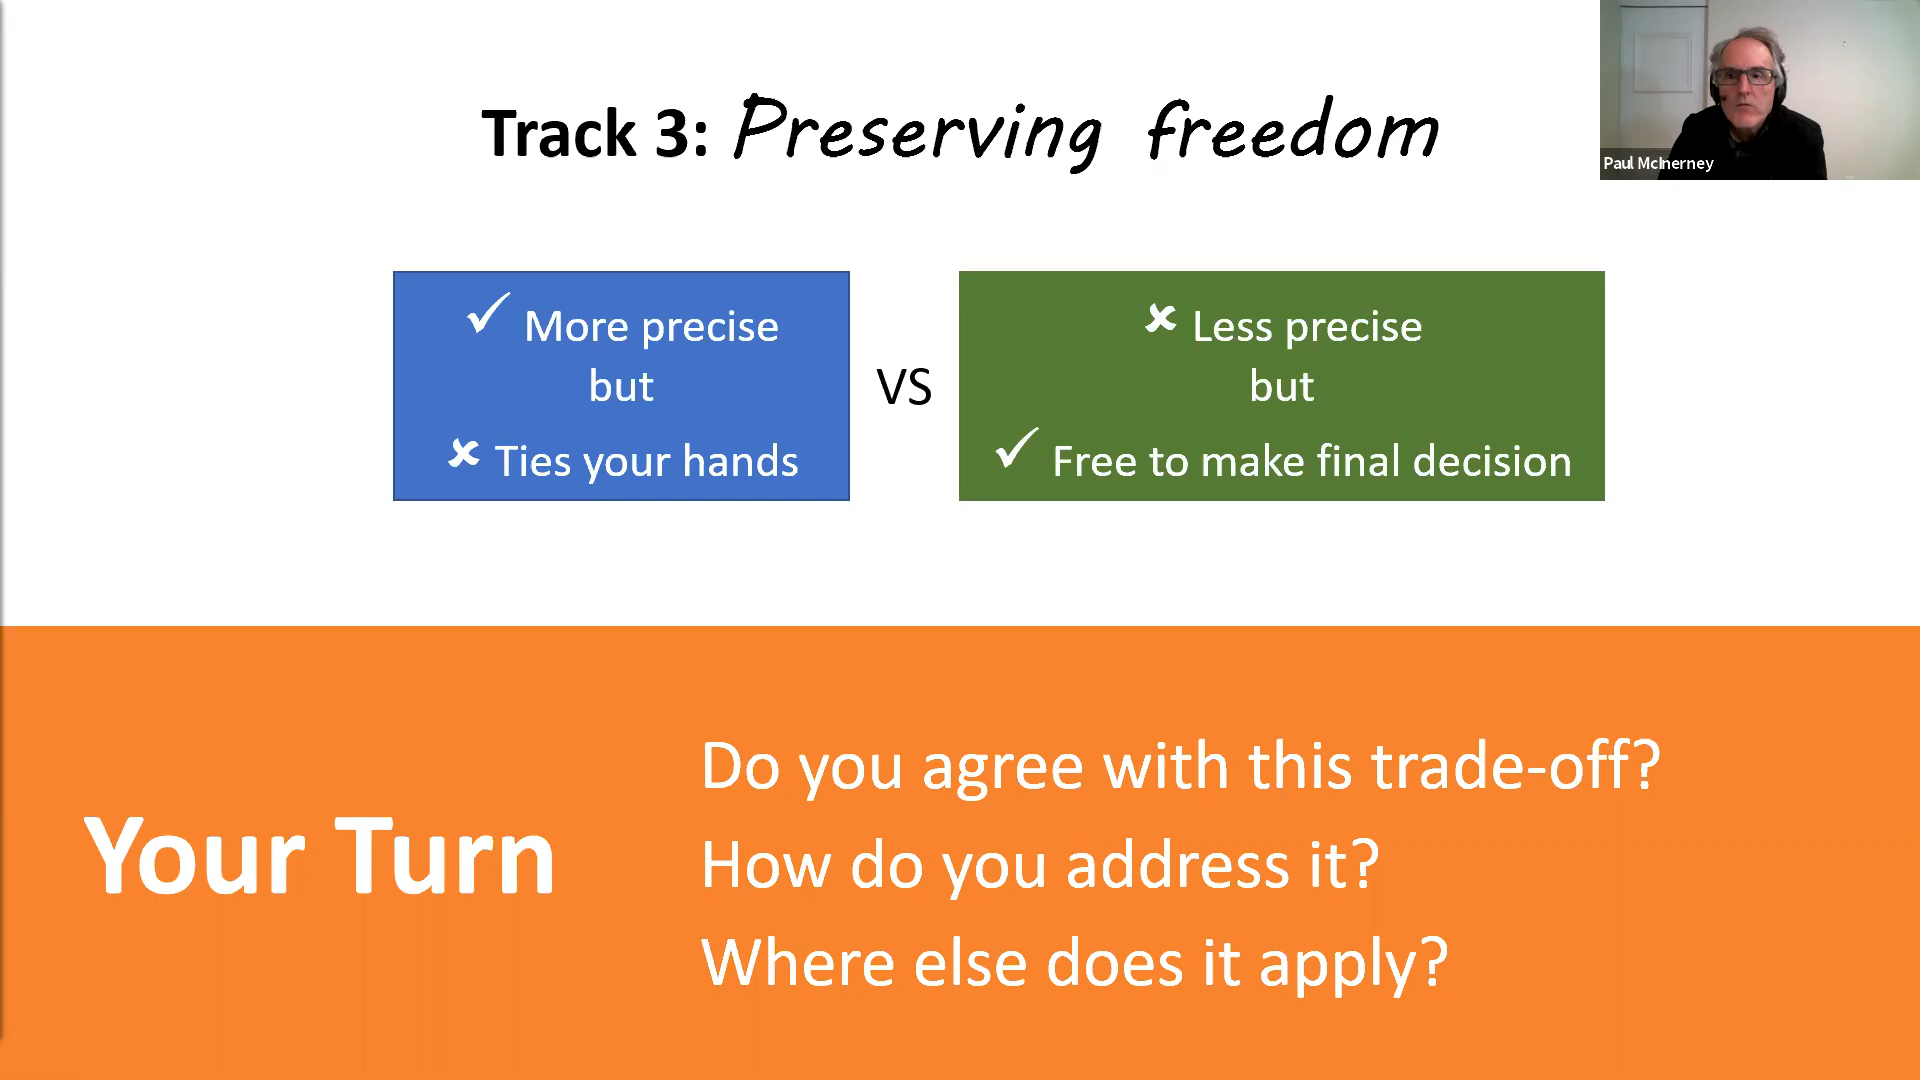 Track 3: Preserving freedom
Paul McInerney
✓ More precise
but
✘ Ties your hands
VS
✘ Less precise
but
✓ Free to make final decision
Your Turn
Do you agree with this trade-off?
How do you address it?
Where else does it apply?